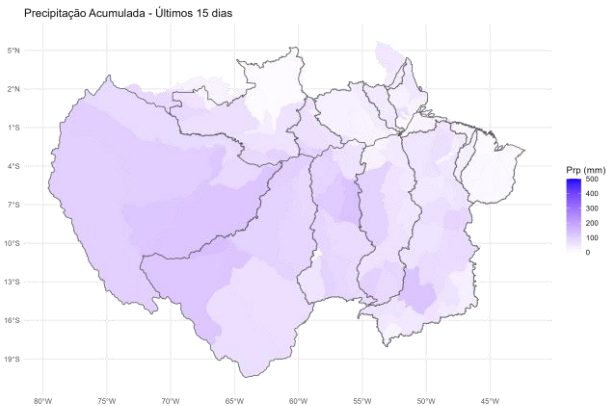 Precipitação Acumulada - Últimos 15 dias
5°N
2°N
1°S
4°S
7°S
10°S
13°S
16°S
19°S
80°W 75°W 70°W 65°W 60°W 55°W 50°W 45°W
Prp (mm)
500
400
300
200
100
0